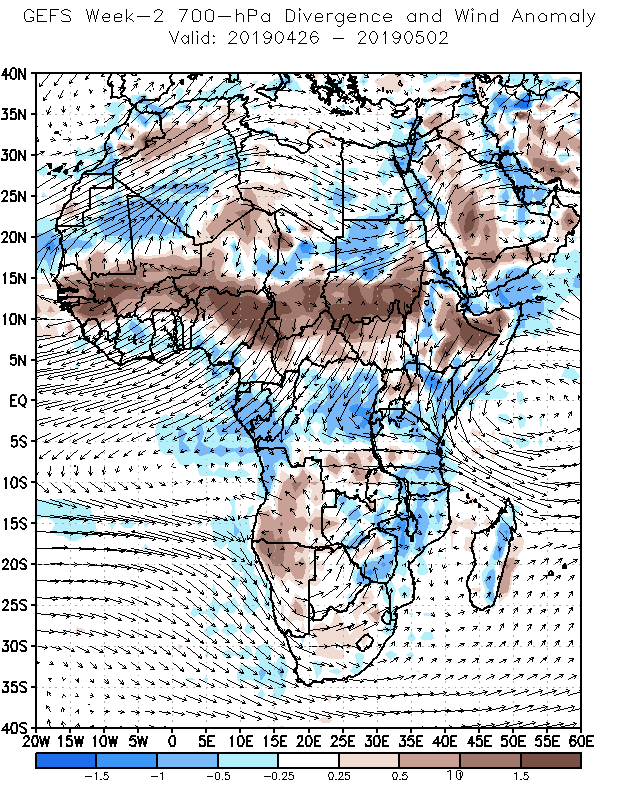 GEFS Week-2 700-hPa Divergence and Wind Anomaly
Valid: 20190426 - 20190502
40N
35N
30N
25N
20N
15N
10N
5N
EQ
5S
10S
15S
20S
25S
30S
35S
40S
20W 15W 10W 5W 0 5E 10E 15E 20E 25E 30E 35E 40E 45E 50E 55E 60E
-1.5 -1 -0.5 -0.25 0.25 0.5 10 1.5